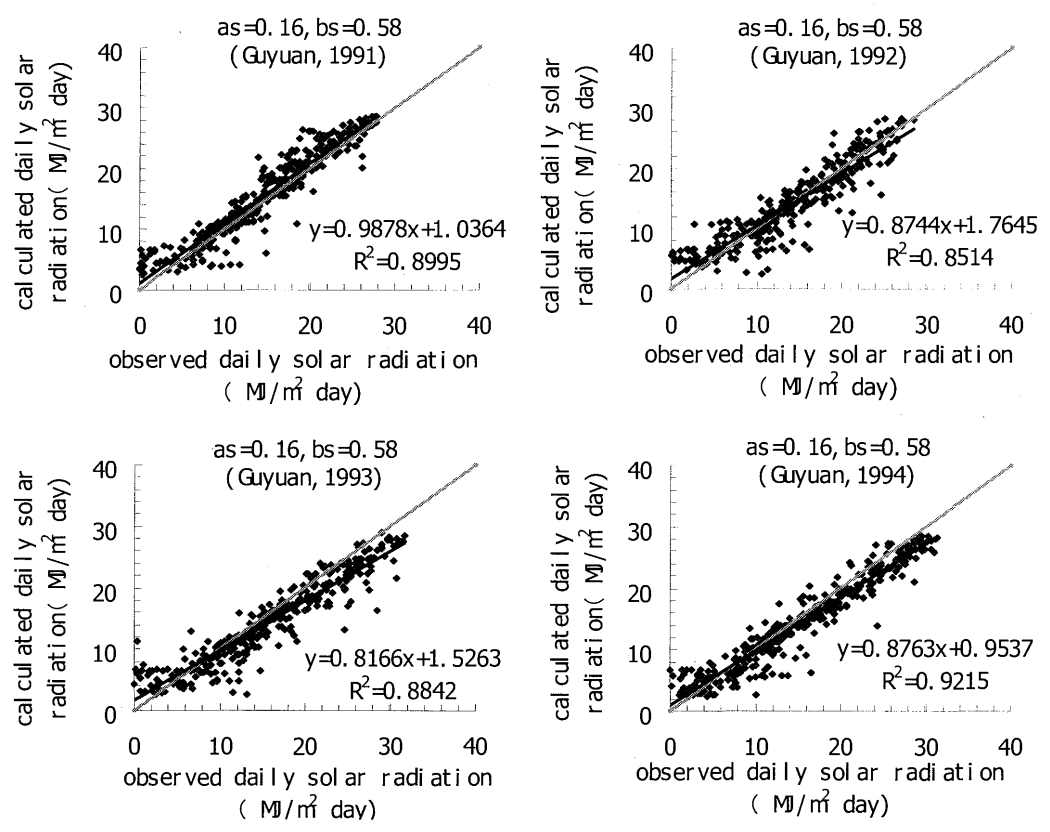 as=0.16, bs=0.58
(Guyuan, 1991)
calculated daily solar
radiation( MJ/m² day)
40
30
20
10
0
y=0.9878x+1.0364
R²=0.8995
0 10 20 30 40
observed daily solar radiation
( MJ/m² day)
as=0.16, bs=0.58
(Guyuan, 1992)
calculated daily solar
radiation( MJ/m² day)
40
30
20
10
0
y=0.8744x+1.7645
R²=0.8514
0 10 20 30 40
observed daily solar radiation
( MJ/m² day)
as=0.16, bs=0.58
(Guyuan, 1993)
calculated daily solar
radiation( MJ/m² day)
40
30
20
10
0
y=0.8166x+1.5263
R²=0.8842
0 10 20 30 40
observed daily solar radiation
( MJ/m² day)
as=0.16, bs=0.58
(Guyuan, 1994)
calculated daily solar
radiation( MJ/m² day)
40
30
20
10
0
y=0.8763x+0.9537
R²=0.9215
0 10 20 30 40
observed daily solar radiation
( MJ/m² day)